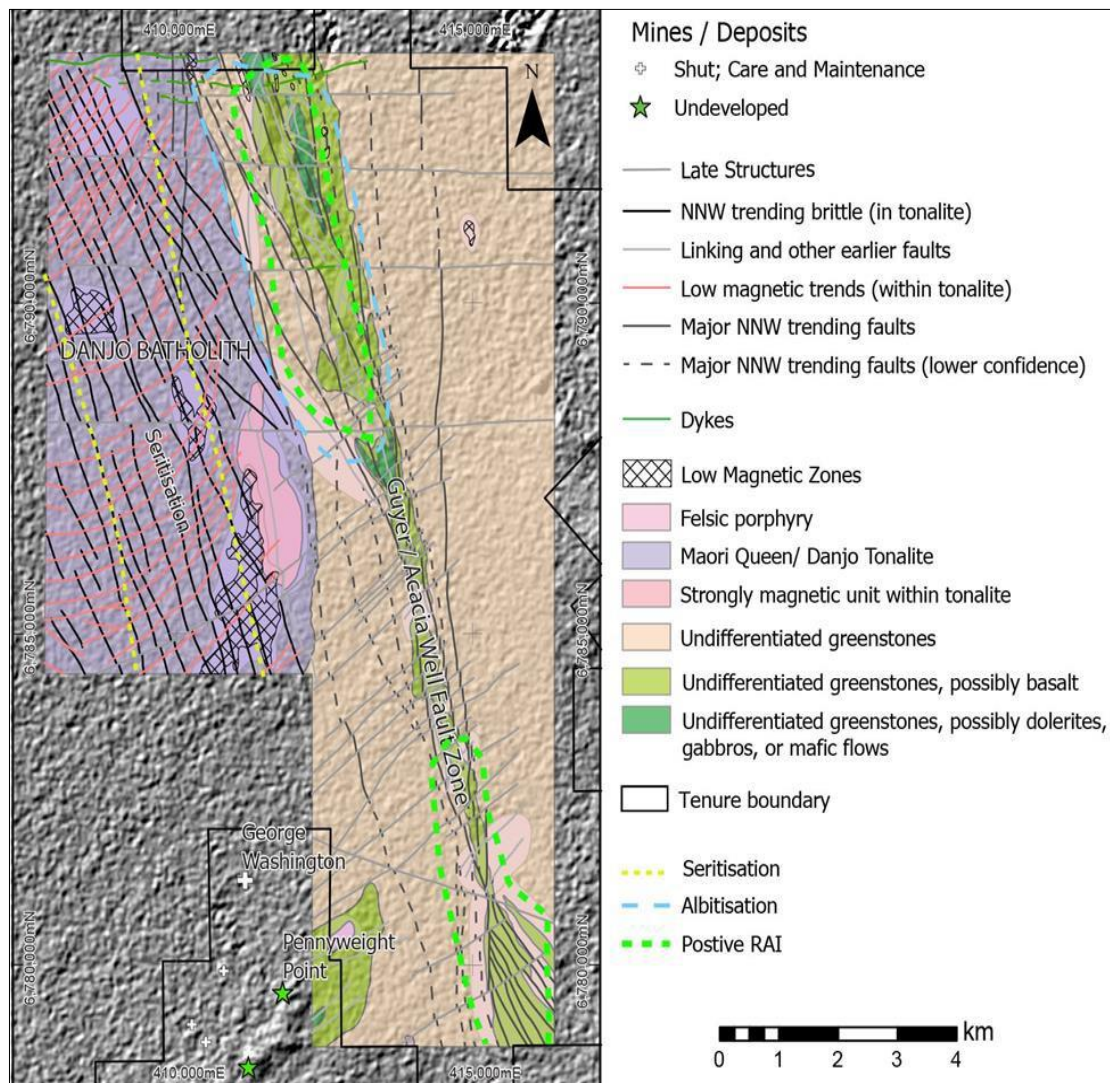 410,000mE
415,000mE
N
6,790,000mN
6,790,000mN
DANJO BATHOLITH
Seritisation
Guyer / Acacia Well Fault Zone
6,785,000mN
6,785,000mN
George
Washington
Pennyweight
Point
6,780,000mN
6,780,000mN
410,000mE
415,000mE
Mines / Deposits
Shut; Care and Maintenance
Undeveloped
Late Structures
NNW trending brittle (in tonalite)
Linking and other earlier faults
Low magnetic trends (within tonalite)
Major NNW trending faults
Major NNW trending faults (lower confidence)
Dykes
Low Magnetic Zones
Felsic porphyry
Maori Queen/ Danjo Tonalite
Strongly magnetic unit within tonalite
Undifferentiated greenstones
Undifferentiated greenstones, possibly basalt
Undifferentiated greenstones, possibly dolerites,
gabbros, or mafic flows
Tenure boundary
Seritisation
Albitisation
Postive RAI
km
0 1 2 3 4